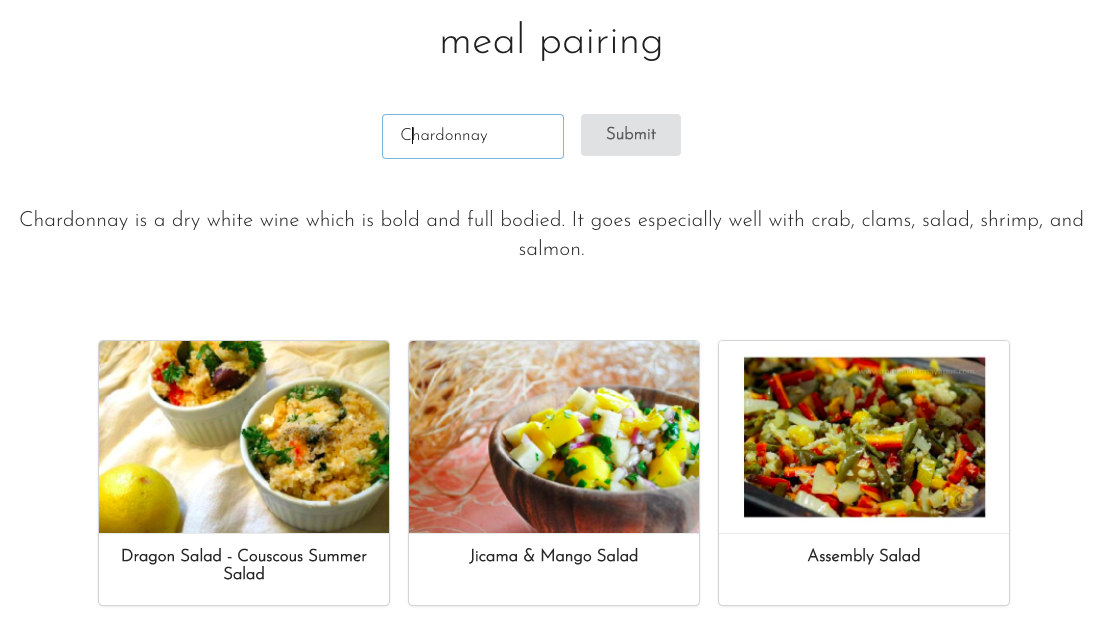 meal pairing
Chardonnay
Submit
Chardonnay is a dry white wine which is bold and full bodied. It goes especially well with crab, clams, salad, shrimp, and
salmon.
Dragon Salad - Couscous Summer
Salad
Jicama & Mango Salad
Assembly Salad